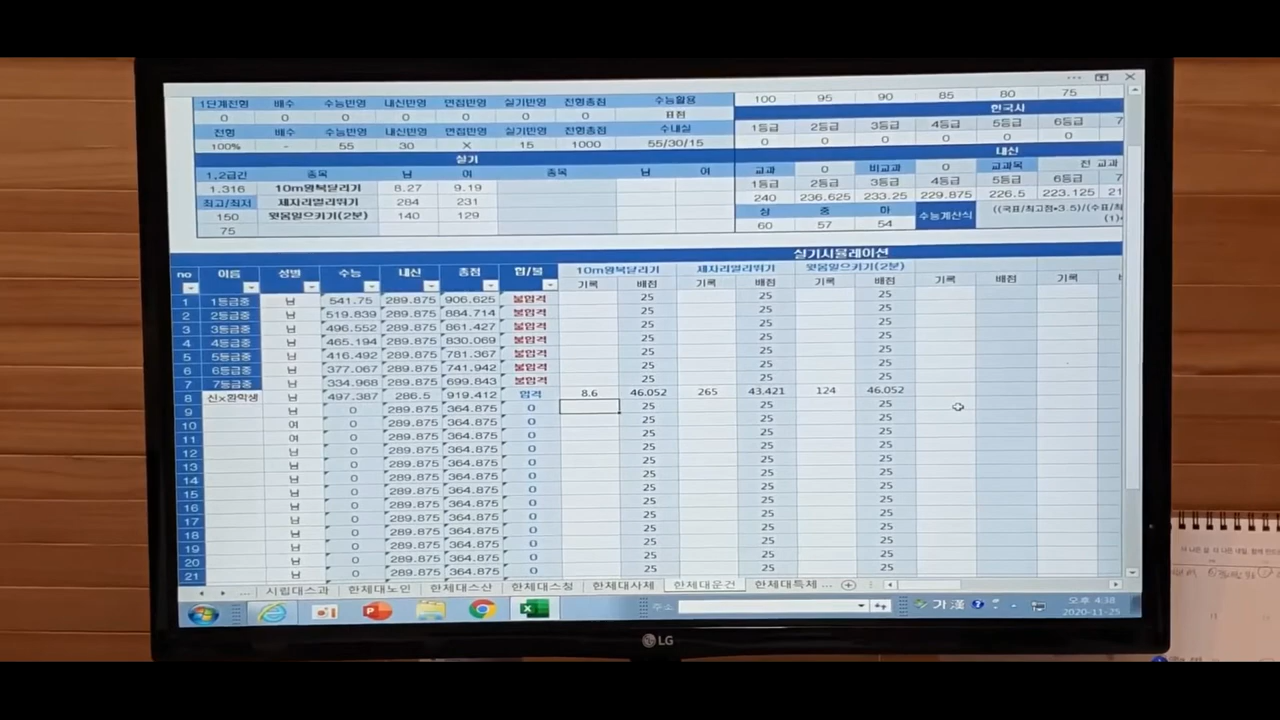 1단계전형 배수 수능반영 내신반영 면접반영 실기반영 전형총점 수능활용 100 95 90 85 80 75
0 0 0 0 0 0 0 표점 한국사
전형 배수 수능반영 내신반영 면접반영 실기반영 전형총점 수내실 1등급 2등급 3등급 4등급 5등급 6등급 7
100% - 55 30 X 15 1000 55/30/15 0 0 0 0 0 0
실기 내신
1,2급간 종목 남 여 종목 남 여 교과 0 비교과 0 교과목 전 교과
1.316 10m왕복달리기 8.27 9.19 1등급 2등급 3등급 4등급 5등급 6등급 7
최고/최저 제자리멀리뛰기 284 231 240 236.625 233.25 229.875 226.5 223.125 21
150 윗몸일으키기(2분) 140 129 상 중 하 수능계산식 ((국표/최고점*3.5)/(수표/최
75 60 57 54
실기시뮬레이션
no 이름 성별 수능 내신 총점 합/불 10m왕복달리기 제자리멀리뛰기 윗몸일으키기(2분)
기록 배점 기록 배점 기록 배점 기록 배점 기록
1 1등급중 남 541.75 289.875 906.625 불합격 25 25 25
2 2등급중 남 519.839 289.875 884.714 불합격 25 25 25
3 3등급중 남 496.552 289.875 861.427 불합격 25 25 25
4 4등급중 남 465.194 289.875 830.069 불합격 25 25 25
5 5등급중 남 416.492 289.875 781.367 불합격 25 25 25
6 6등급중 남 377.067 289.875 741.942 불합격 25 25 25
7 7등급중 남 334.968 289.875 699.843 불합격 25 25 25
8 신x환학생 남 497.387 286.5 919.412 합격 8.6 46.052 265 43.421 124 46.052
9 남 0 289.875 364.875 0 25 25 25
10 여 0 289.875 364.875 0 25 25 25
11 여 0 289.875 364.875 0 25 25 25
12 남 0 289.875 364.875 0 25 25 25
13 남 0 289.875 364.875 0 25 25 25
14 남 0 289.875 364.875 0 25 25 25
15 남 0 289.875 364.875 0 25 25 25
16 남 0 289.875 364.875 0 25 25 25
17 남 0 289.875 364.875 0 25 25 25
18 남 0 289.875 364.875 0 25 25 25
19 남 0 289.875 364.875 0 25 25 25
20 남 0 289.875 364.875 0 25 25 25
21 남 0 289.875 364.875 0 25 25 25
... 시립대스과 한체대노인 한체대스산 한체대스청 한체대사체 한체대운건 한체대특체 ...
주소 가 漢 오후 4:38
2020-11-25
LG